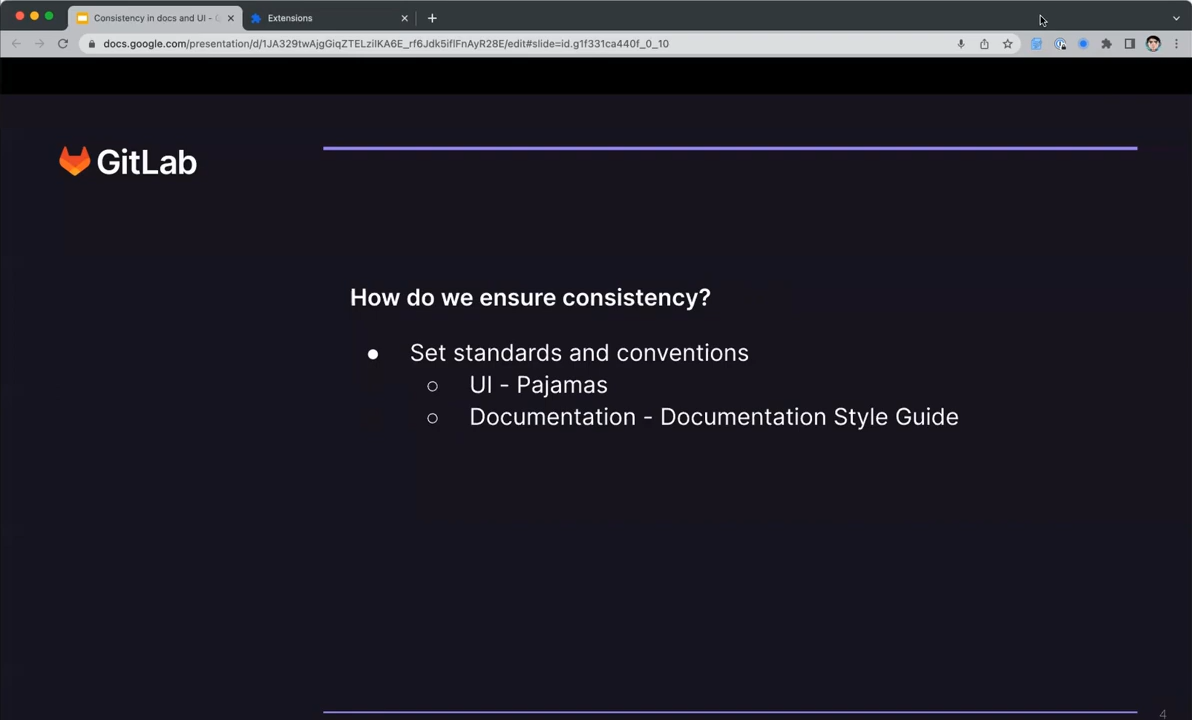 Consistency in docs and UI - G
Extensions
docs.google.com/presentation/d/1JA329twAjgGiqZTELziIKA6E_rf6Jdk5iflFnAyR28E/edit#slide=id.g1f331ca440f_0_10
GitLab
How do we ensure consistency?
● Set standards and conventions
○ UI - Pajamas
○ Documentation - Documentation Style Guide
4